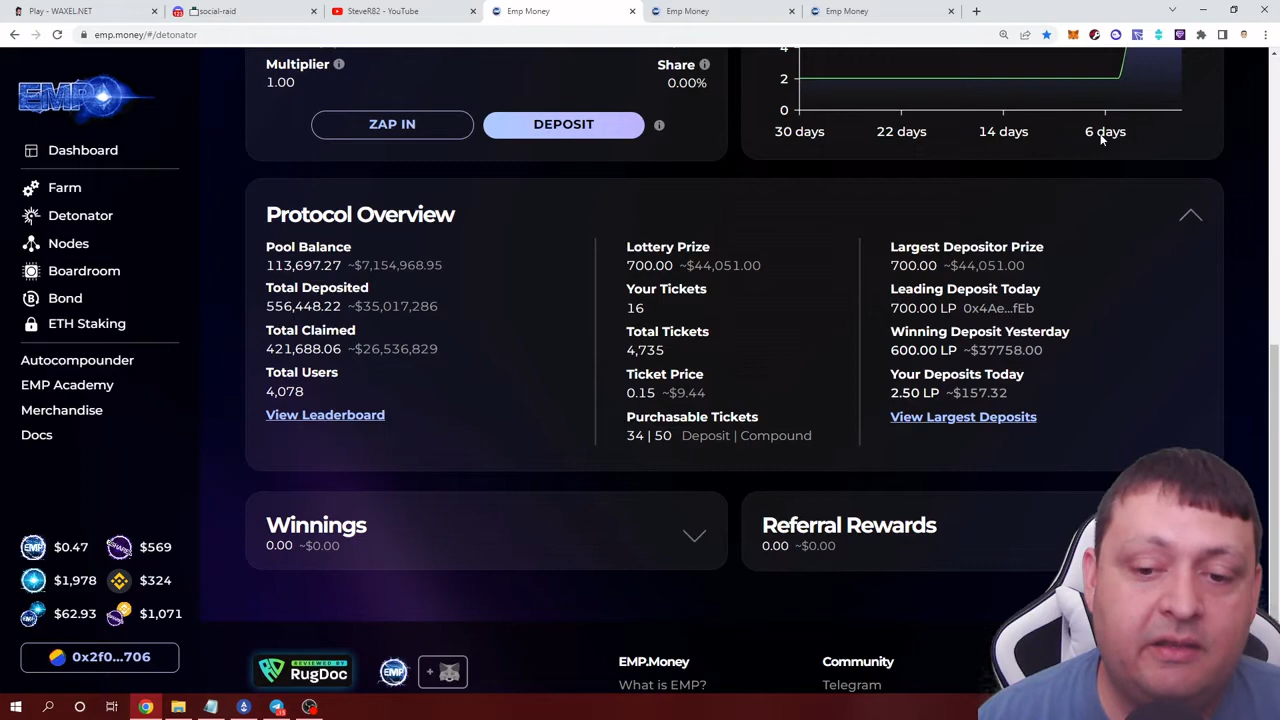 Play - WAXEL.NET
social-raid
SteveR82 - YouTube
Emp Money
Emp Money
Emp Money
emp.money/#/detonator
EMP
Dashboard
Farm
Detonator
Nodes
Boardroom
Bond
ETH Staking
Autocompounder
EMP Academy
Merchandise
Docs
$0.47
$569
$1,978
$324
$62.93
$1,071
0x2f0...706
Multiplier
1.00
Share
0.00%
ZAP IN
DEPOSIT
4
2
0
30 days
22 days
14 days
6 days
Protocol Overview
Pool Balance
113,697.27 ~$7,154,968.95
Total Deposited
556,448.22 ~$35,017,286
Total Claimed
421,688.06 ~$26,536,829
Total Users
4,078
View Leaderboard
Lottery Prize
700.00 ~$44,051.00
Your Tickets
16
Total Tickets
4,735
Ticket Price
0.15 ~$9.44
Purchasable Tickets
34 | 50 Deposit | Compound
Largest Depositor Prize
700.00 ~$44,051.00
Leading Deposit Today
700.00 LP 0x4Ae...fEb
Winning Deposit Yesterday
600.00 LP ~$37758.00
Your Deposits Today
2.50 LP ~$157.32
View Largest Deposits
Winnings
0.00 ~$0.00
Referral Rewards
0.00 ~$0.00
REVIEWED BY
RugDoc
EMP
+
EMP.Money
What is EMP?
Community
Telegram